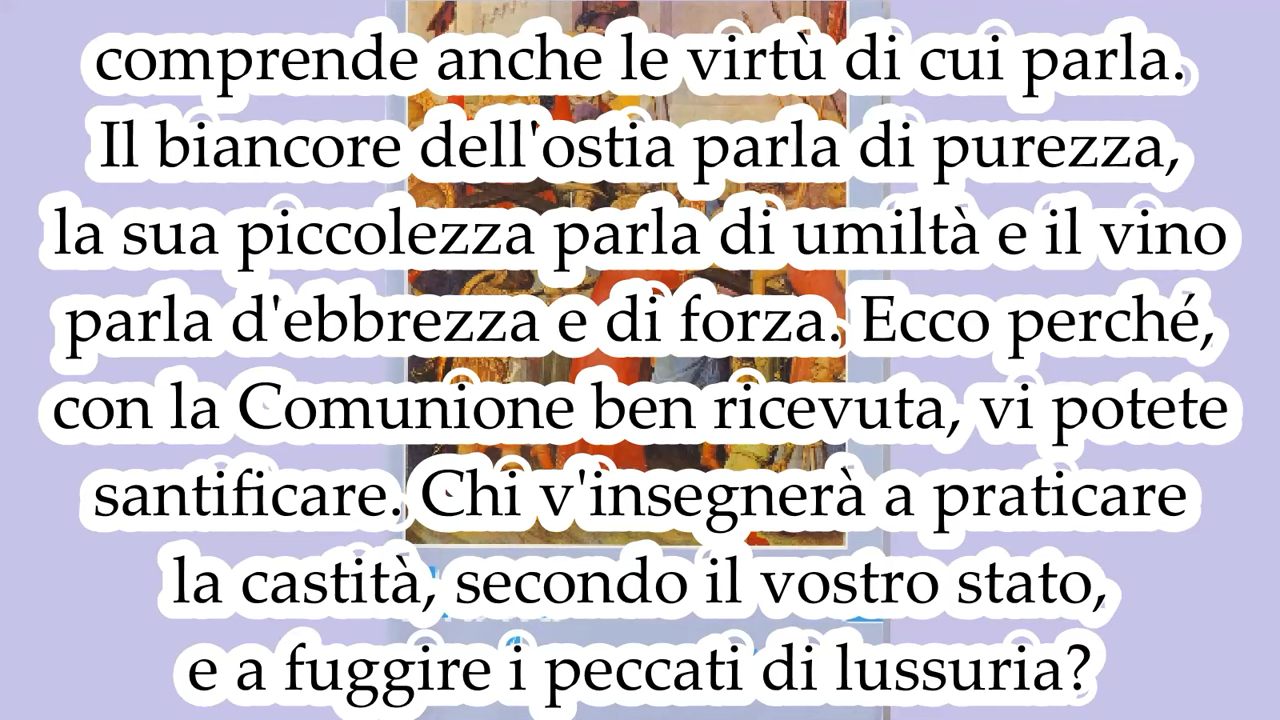 comprende anche le virtù di cui parla.
Il biancore dell'ostia parla di purezza,
la sua piccolezza parla di umiltà e il vino
parla d'ebbrezza e di forza. Ecco perché,
con la Comunione ben ricevuta, vi potete
santificare. Chi v'insegnerà a praticare
la castità, secondo il vostro stato,
e a fuggire i peccati di lussuria?